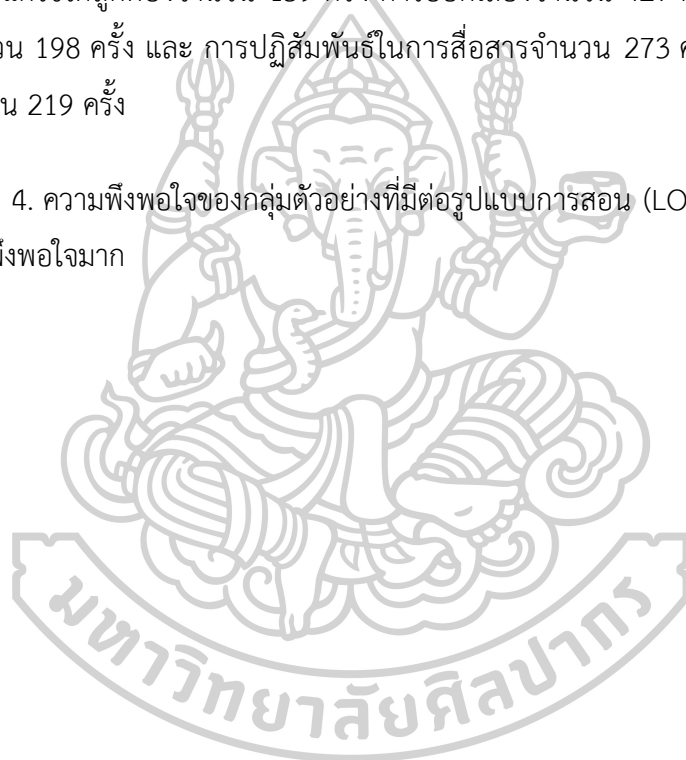 จำนวน 198 ครั้ง และ การปฏิสัมพันธ์ในการสื่อสารจำนวน 273
219 ครั้ง
4. ความพึงพอใจของกลุ่มตัวอย่างที่มีต่อรูปแบบการสอน (LO
พึงพอใจมาก
มหาวิทยาลัยศิลปากร